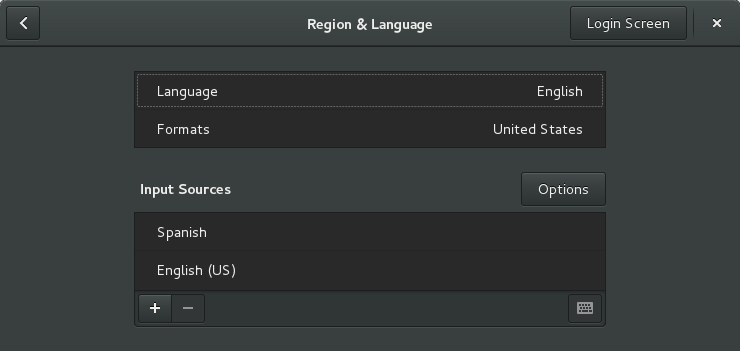 Region & Language
Login Screen
Language
English
Formats
United States
Input Sources
Options
Spanish
English (US)